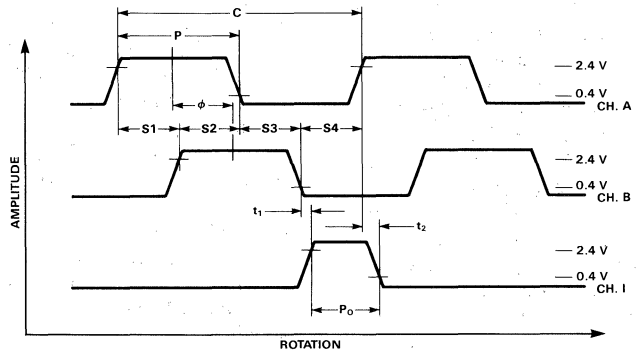 C
P
2.4 V
0.4 V
CH. A
ϕ
S1 S2 S3 S4
2.4 V
0.4 V
CH. B
t₁
t₂
2.4 V
0.4 V
CH. I
P₀
AMPLITUDE
ROTATION